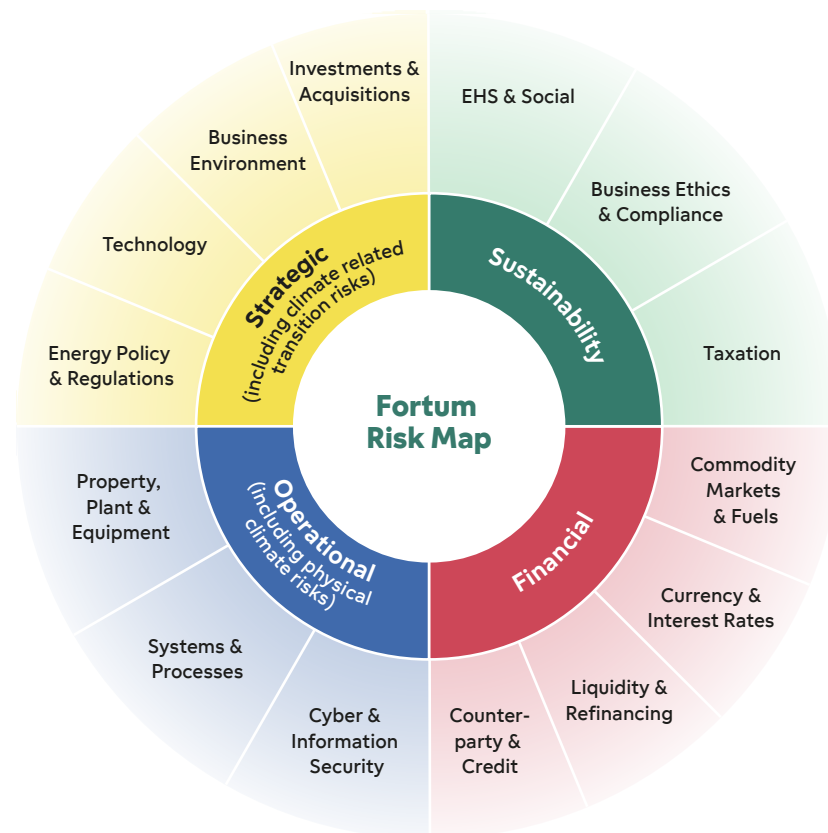 Investments &
Acquisitions
EHS & Social
Business
Environment
Business Ethics
& Compliance
Technology
Taxation
Energy Policy
& Regulations
Strategic
(including climate related
transition risks)
Sustainability
Fortum
Risk Map
Operational
(including physical
climate risks)
Financial
Property,
Plant &
Equipment
Commodity
Markets
& Fuels
Systems &
Processes
Currency &
Interest Rates
Cyber &
Information
Security
Counter-
party &
Credit
Liquidity &
Refinancing